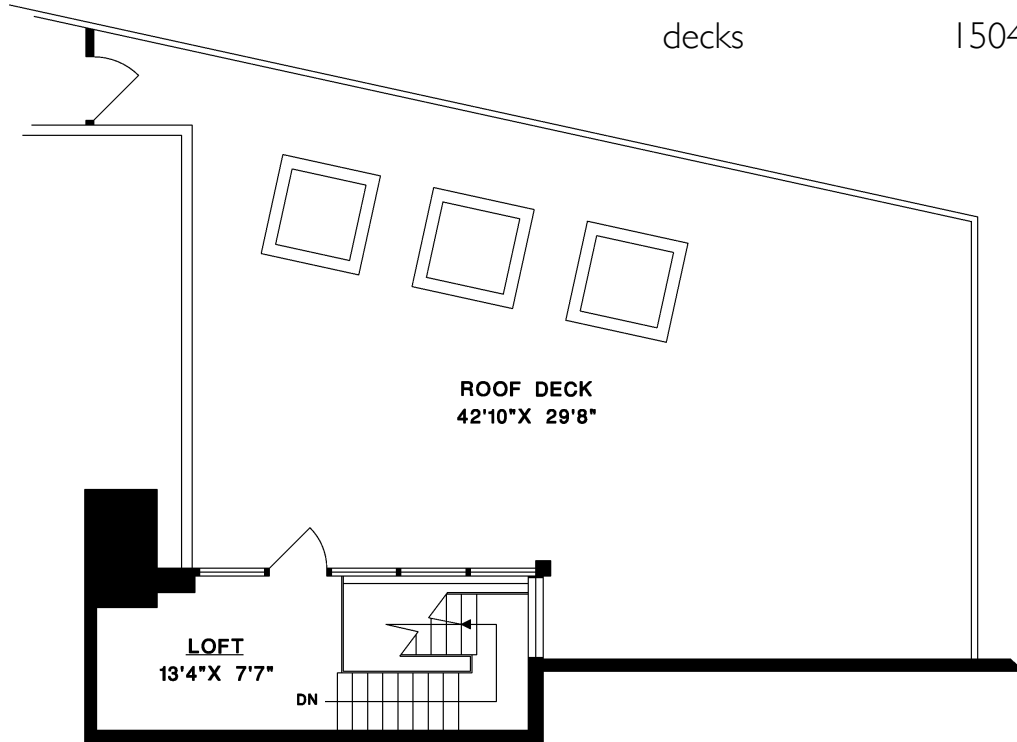 decks 1504
ROOF DECK
42'10"X 29'8"
LOFT
13'4"X 7'7"
DN